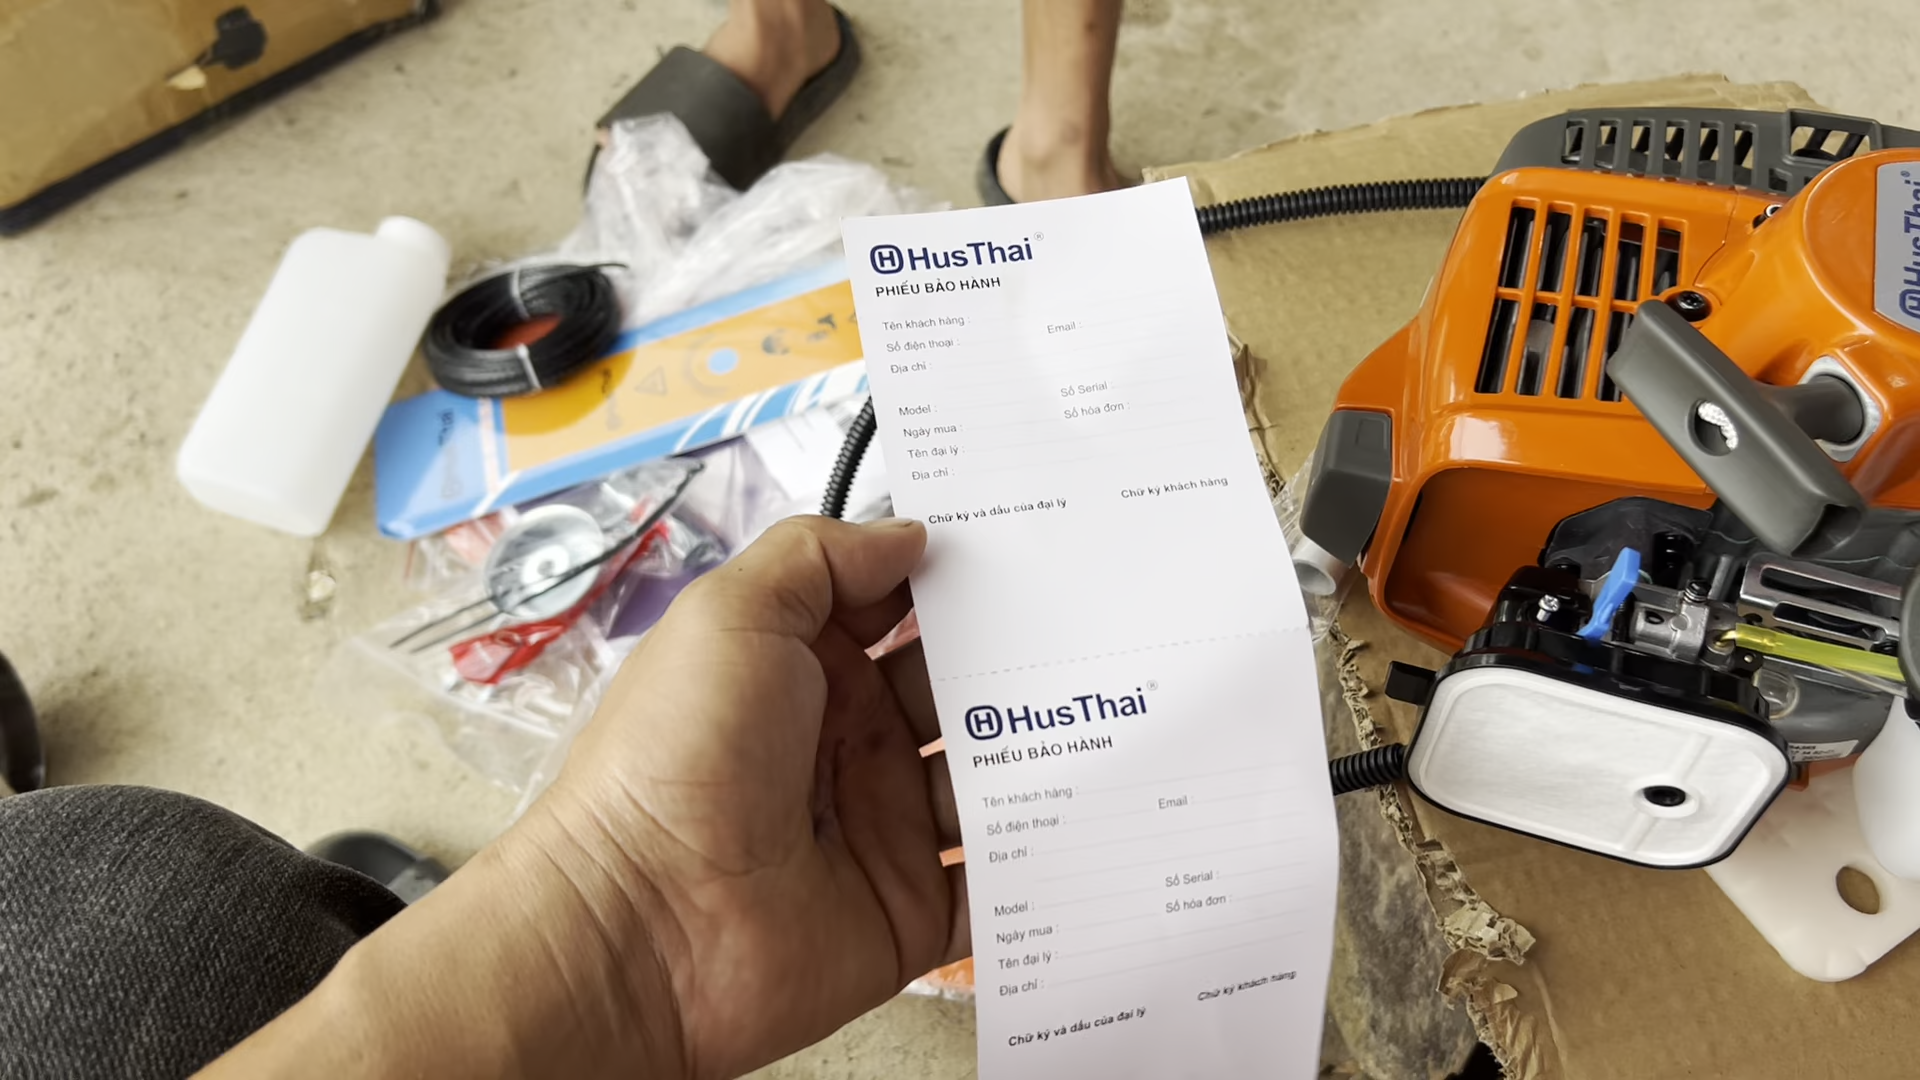 HusThai®
PHIẾU BẢO HÀNH
Tên khách hàng :
Email :
Số điện thoại :
Địa chỉ :
Số Serial :
Model :
Số hóa đơn :
Ngày mua :
Tên đại lý :
Địa chỉ :
Chữ ký khách hàng
Chữ ký và dấu của đại lý
HusThai®
PHIẾU BẢO HÀNH
Tên khách hàng :
Email :
Số điện thoại :
Địa chỉ :
Số Serial :
Model :
Số hóa đơn :
Ngày mua :
Tên đại lý :
Địa chỉ :
Chữ ký khách hàng
Chữ ký và dấu của đại lý
HusThai